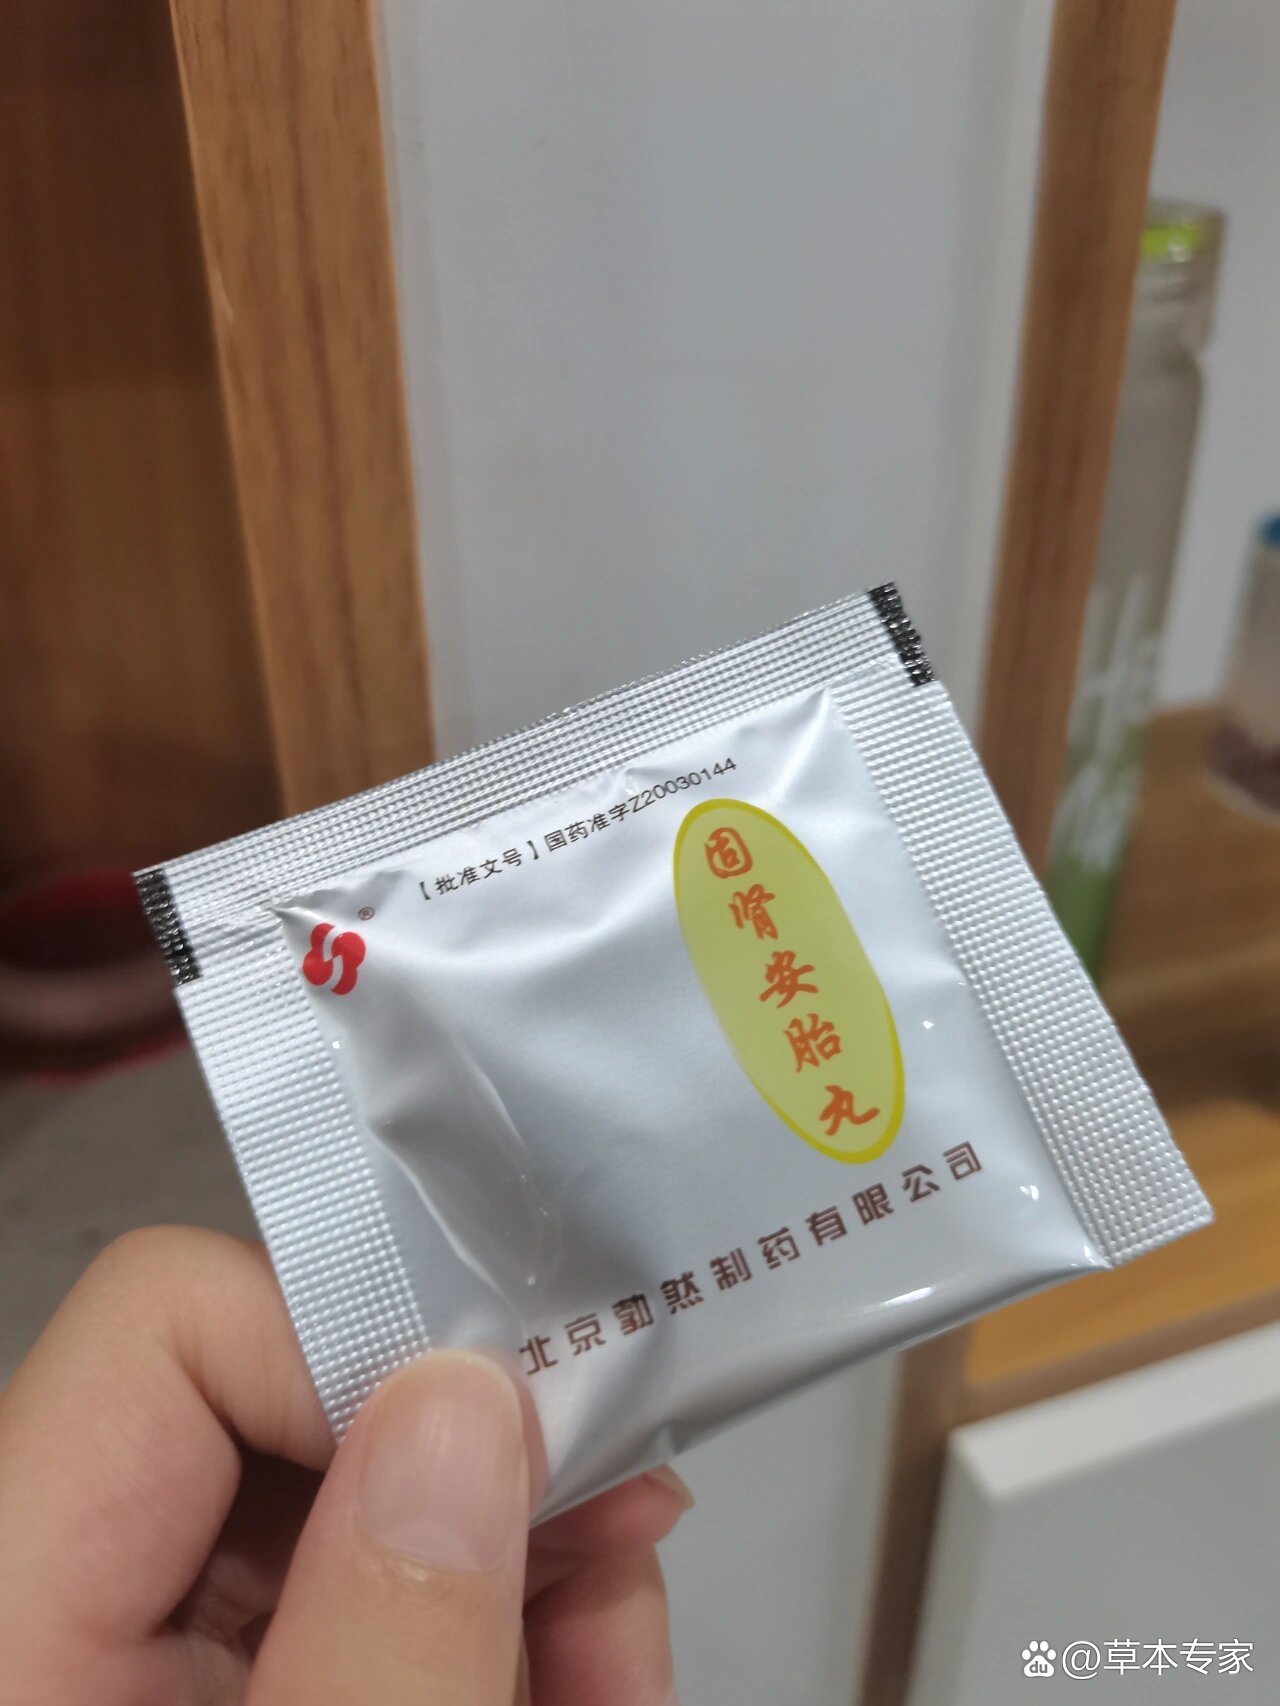 【批准文号】国药准字Z20030144
®
固肾安胎丸
北京勃然制药有限公司
du @草本专家